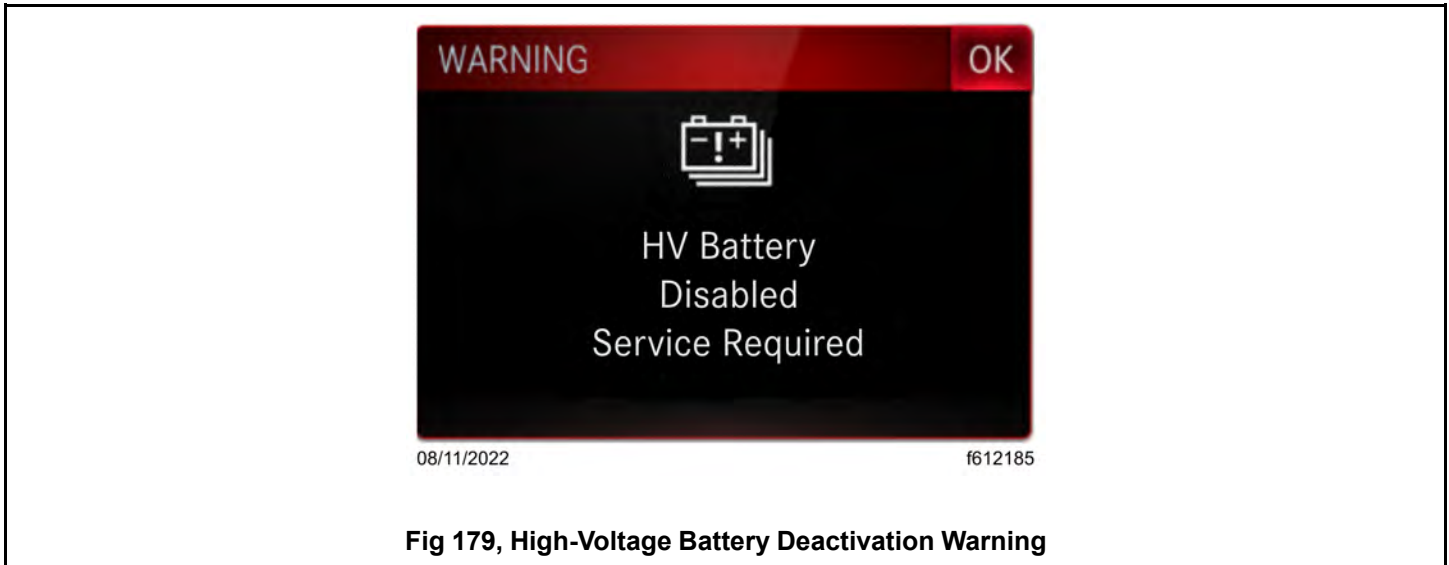 WARNING OK
HV Battery
Disabled
Service Required
08/11/2022 f612185
Fig 179, High-Voltage Battery Deactivation Warning